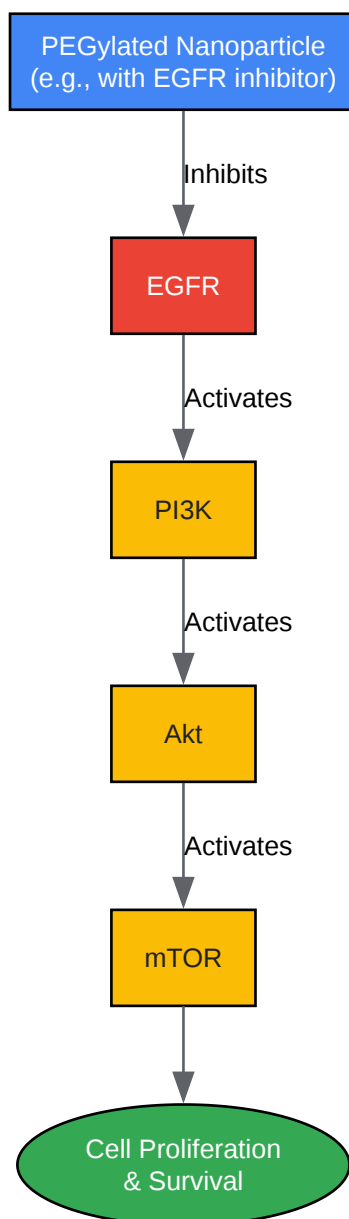 PEGylated Nanoparticle
(e.g., with EGFR inhibitor)
Inhibits
EGFR
Activates
PI3K
Activates
Akt
Activates
mTOR
Cell Proliferation
& Survival